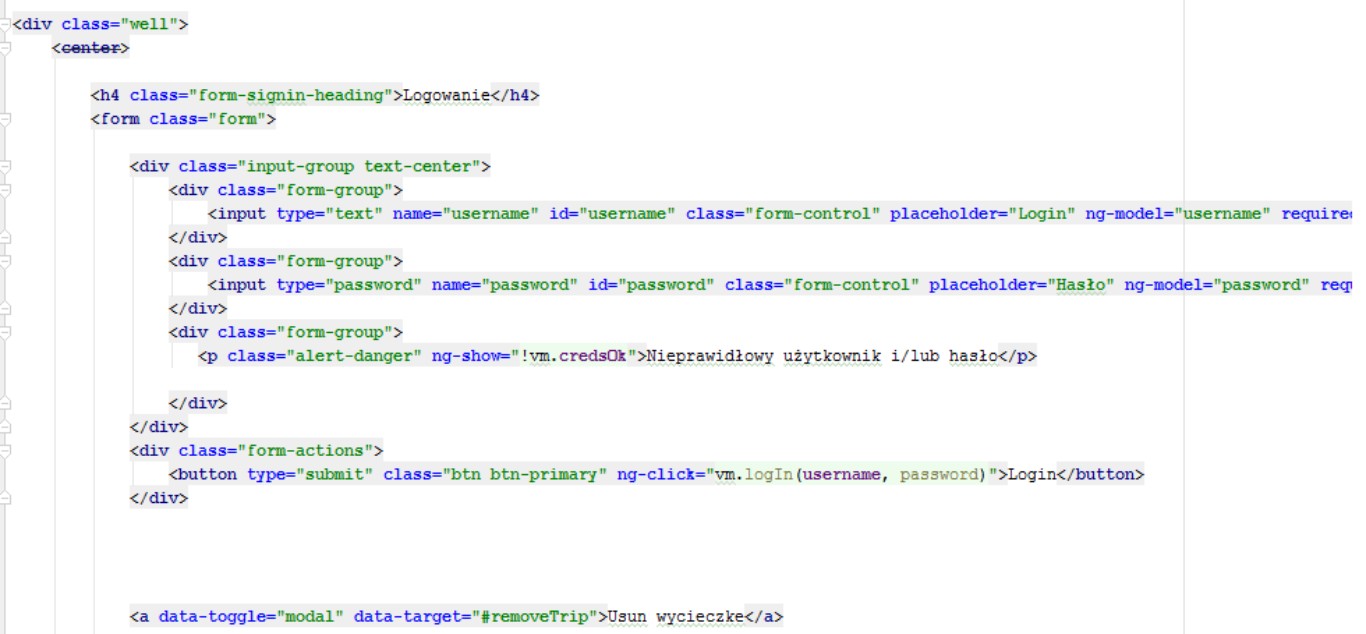 <div class="well">
<center>
<h4 class="form-signin-heading">Logowanie</h4>
<form class="form">
<div class="input-group text-center">
<div class="form-group">
<input type="text" name="username" id="username" class="form-control" placeholder="Login" ng-model="username" require
</div>
<div class="form-group">
<input type="password" name="password" id="password" class="form-control" placeholder="Hasło" ng-model="password" requ
</div>
<div class="form-group">
<p class="alert-danger" ng-show="!vm.credsOk">Nieprawidłowy użytkownik i/lub hasło</p>
</div>
</div>
<div class="form-actions">
<button type="submit" class="btn btn-primary" ng-click="vm.logIn(username, password)">Login</button>
</div>
<a data-toggle="modal" data-target="#removeTrip">Usun wycieczke</a>